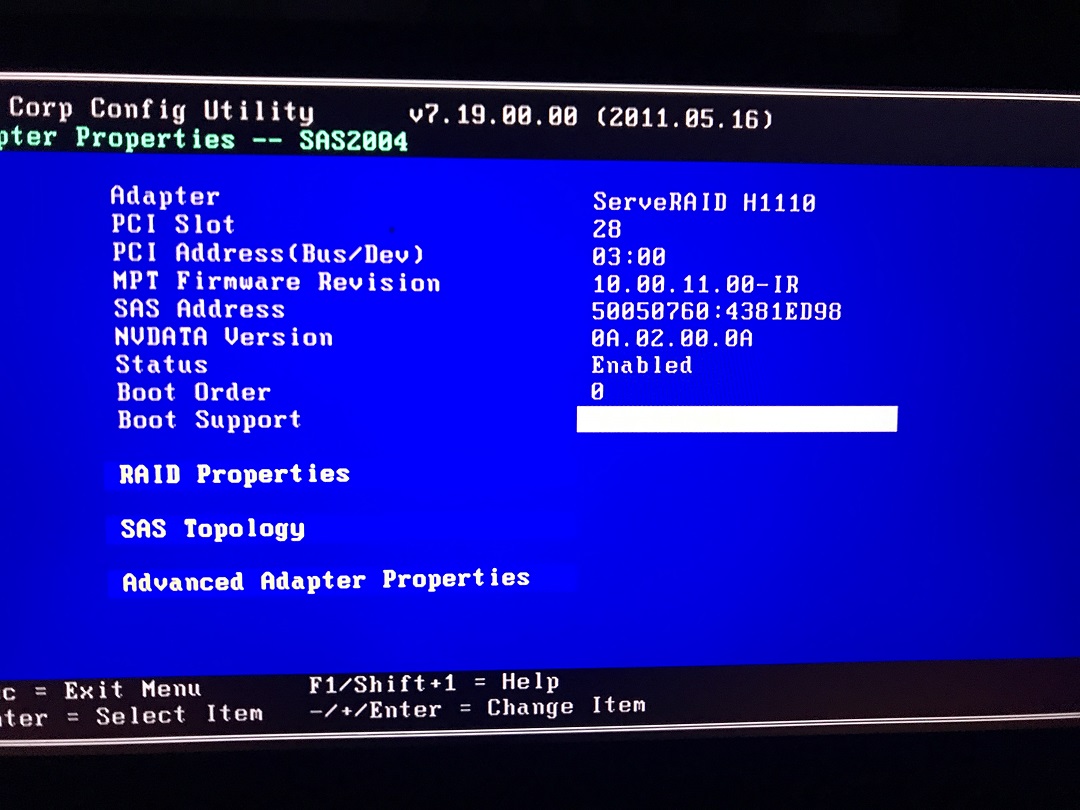 Corp Config Utility v7.19.00.00 (2011.05.16)
pter Properties -- SAS2004
Adapter ServeRAID H1110
PCI Slot 28
PCI Address(Bus/Dev) 03:00
MPT Firmware Revision 10.00.11.00-IR
SAS Address 50050760:4381ED98
NVDATA Version 0A.02.00.0A
Status Enabled
Boot Order 0
Boot Support
RAID Properties
SAS Topology
Advanced Adapter Properties
c = Exit Menu F1/Shift+1 = Help
ter = Select Item -/+/Enter = Change Item